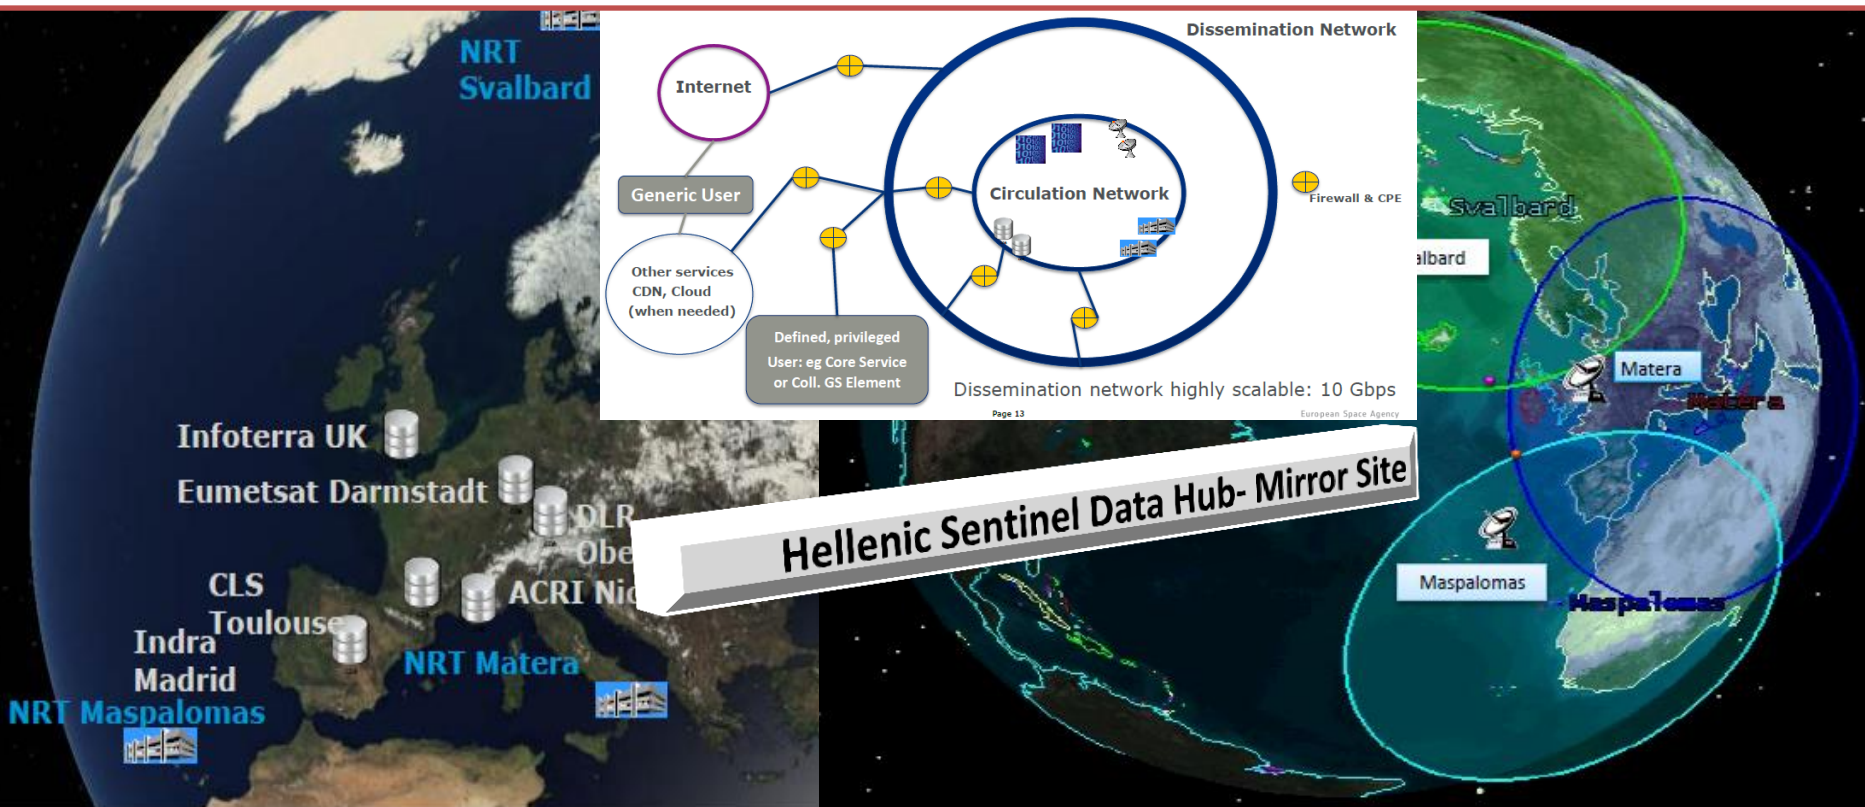 NRT
Svalbard
Infoterra UK
Eumetsat Darmstadt
DLR
CLS
Toulouse
ACRI
Indra
Madrid
NRT Matera
NRT Maspalomas
Dissemination Network
Internet
Generic User
Circulation Network
Firewall & CPE
Other services
CDN, Cloud
(when needed)
Defined, privileged
User: eg Core Service
or Coll. GS Element
Dissemination network highly scalable: 10 Gbps
Page 13
European Space Agency
Hellenic Sentinel Data Hub- Mirror Site
Svalbard
Matera
Matera
Maspalomas
Maspalomas